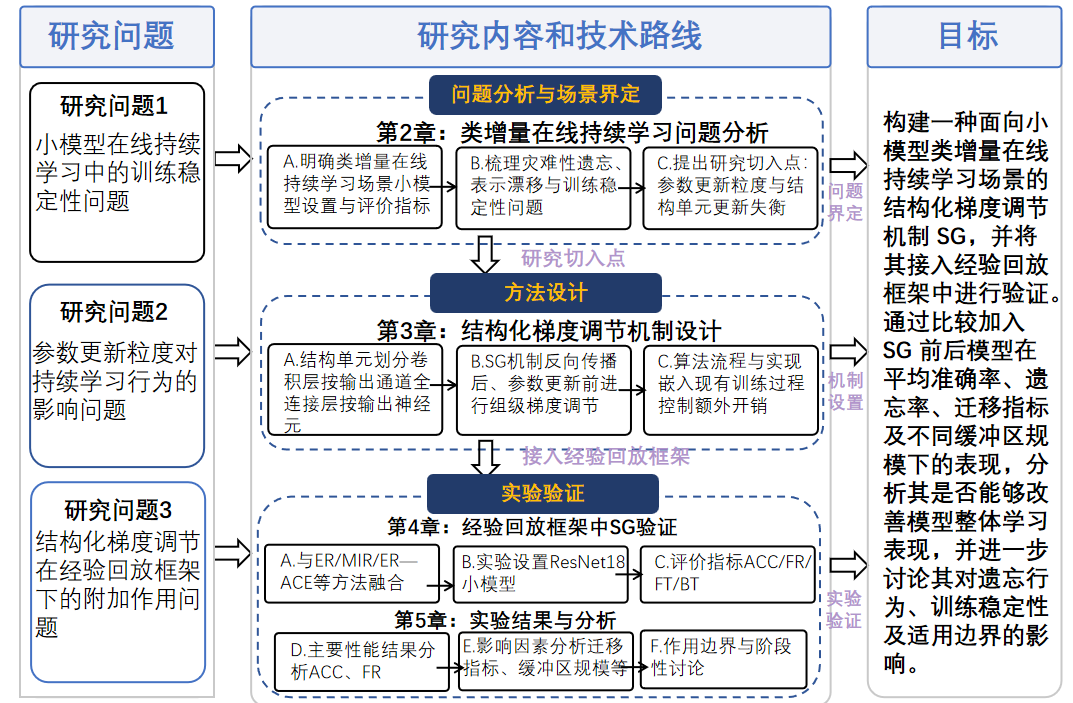 研究问题
研究内容和技术路线
目标
研究问题1
小模型在线持续
学习中的训练稳
定性问题
研究问题2
参数更新粒度对
持续学习行为的
影响问题
研究问题3
结构化梯度调节
在经验回放框架
下的附加作用问
题
问题分析与场景界定
第2章：类增量在线持续学习问题分析
A.明确类增量在线
持续学习场景小模
型设置与评价指标
B.梳理灾难性遗忘、
表示漂移与训练稳
定性问题
C.提出研究切入点：
参数更新粒度与结
构单元更新失衡
研究切入点
方法设计
第3章：结构化梯度调节机制设计
A.结构单元划分卷
积层按输出通道全
连接层按输出神经
元
B.SG机制反向传播
后、参数更新前进
行组级梯度调节
C.算法流程与实现
嵌入现有训练过程
控制额外开销
接入经验回放框架
实验验证
第4章：经验回放框架中SG验证
A.与ER/MIR/ER—
ACE等方法融合
B.实验设置ResNet18
小模型
C.评价指标ACC/FR/
FT/BT
第5章：实验结果与分析
D.主要性能结果分
析ACC、FR
E.影响因素分析迁移
指标、缓冲区规模等
F.作用边界与阶段
性讨论
问题
界定
机制
设置
实验
验证
构建一种面向小
模型类增量在线
持续学习场景的
结构化梯度调节
机制 SG，并将
其接入经验回放
框架中进行验证。
通过比较加入
SG 前后模型在
平均准确率、遗
忘率、迁移指标
及不同缓冲区规
模下的表现，分
析其是否能够改
善模型整体学习
表现，并进一步
讨论其对遗忘行
为、训练稳定性
及适用边界的影
响。